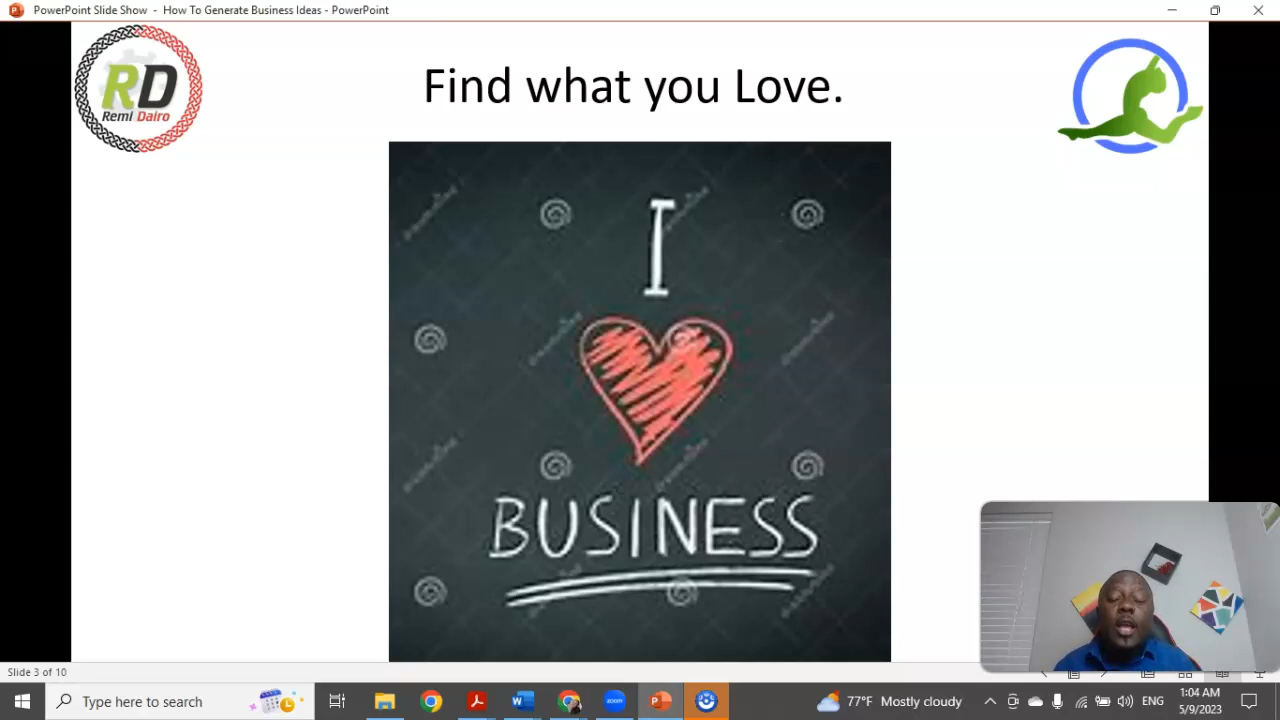 PowerPoint Slide Show - How To Generate Business Ideas - PowerPoint
RD
Remi Dairo
Find what you Love.
I
BUSINESS
Slide 3 of 10
Type here to search
zoom
77°F Mostly cloudy
ENG
1:04 AM
5/9/2023